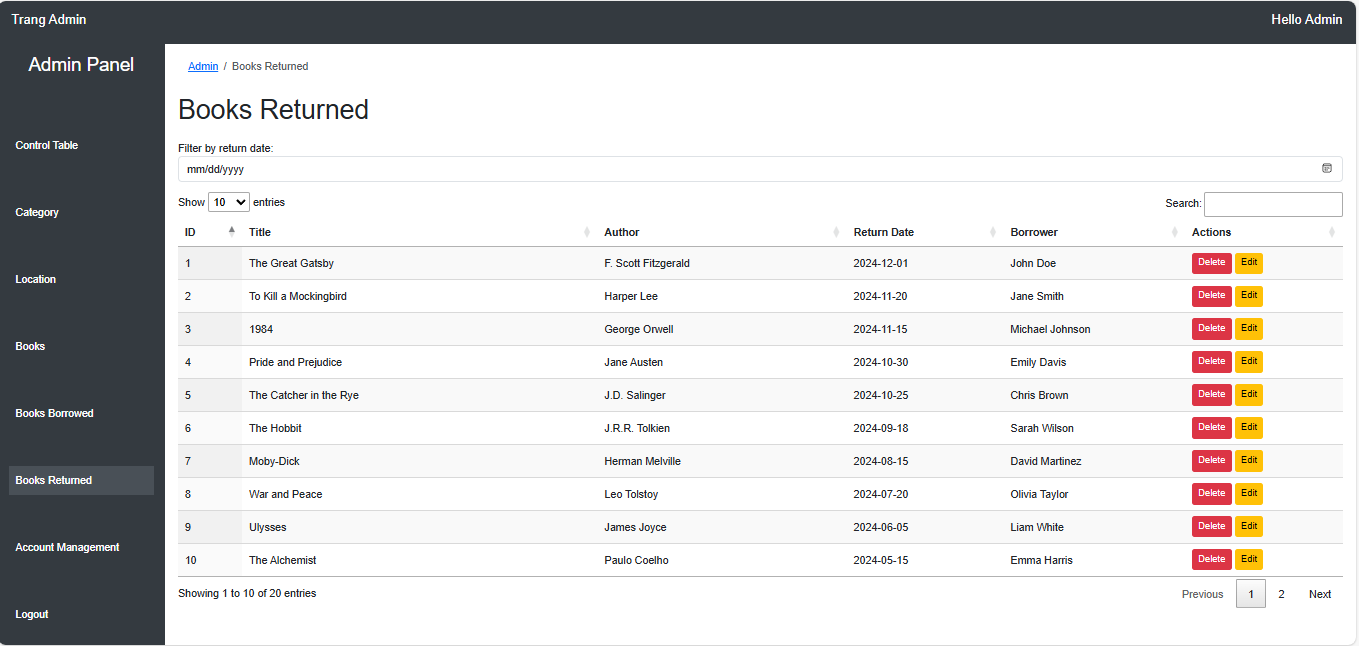 Trang Admin Hello Admin
Admin Panel
Control Table
Category
Location
Books
Books Borrowed
Books Returned
Account Management
Logout
Admin / Books Returned
Books Returned
Filter by return date:
mm/dd/yyyy
Show 10 entries Search:
ID Title Author Return Date Borrower Actions
1 The Great Gatsby F. Scott Fitzgerald 2024-12-01 John Doe Delete Edit
2 To Kill a Mockingbird Harper Lee 2024-11-20 Jane Smith Delete Edit
3 1984 George Orwell 2024-11-15 Michael Johnson Delete Edit
4 Pride and Prejudice Jane Austen 2024-10-30 Emily Davis Delete Edit
5 The Catcher in the Rye J.D. Salinger 2024-10-25 Chris Brown Delete Edit
6 The Hobbit J.R.R. Tolkien 2024-09-18 Sarah Wilson Delete Edit
7 Moby-Dick Herman Melville 2024-08-15 David Martinez Delete Edit
8 War and Peace Leo Tolstoy 2024-07-20 Olivia Taylor Delete Edit
9 Ulysses James Joyce 2024-06-05 Liam White Delete Edit
10 The Alchemist Paulo Coelho 2024-05-15 Emma Harris Delete Edit
Showing 1 to 10 of 20 entries Previous 1 2 Next